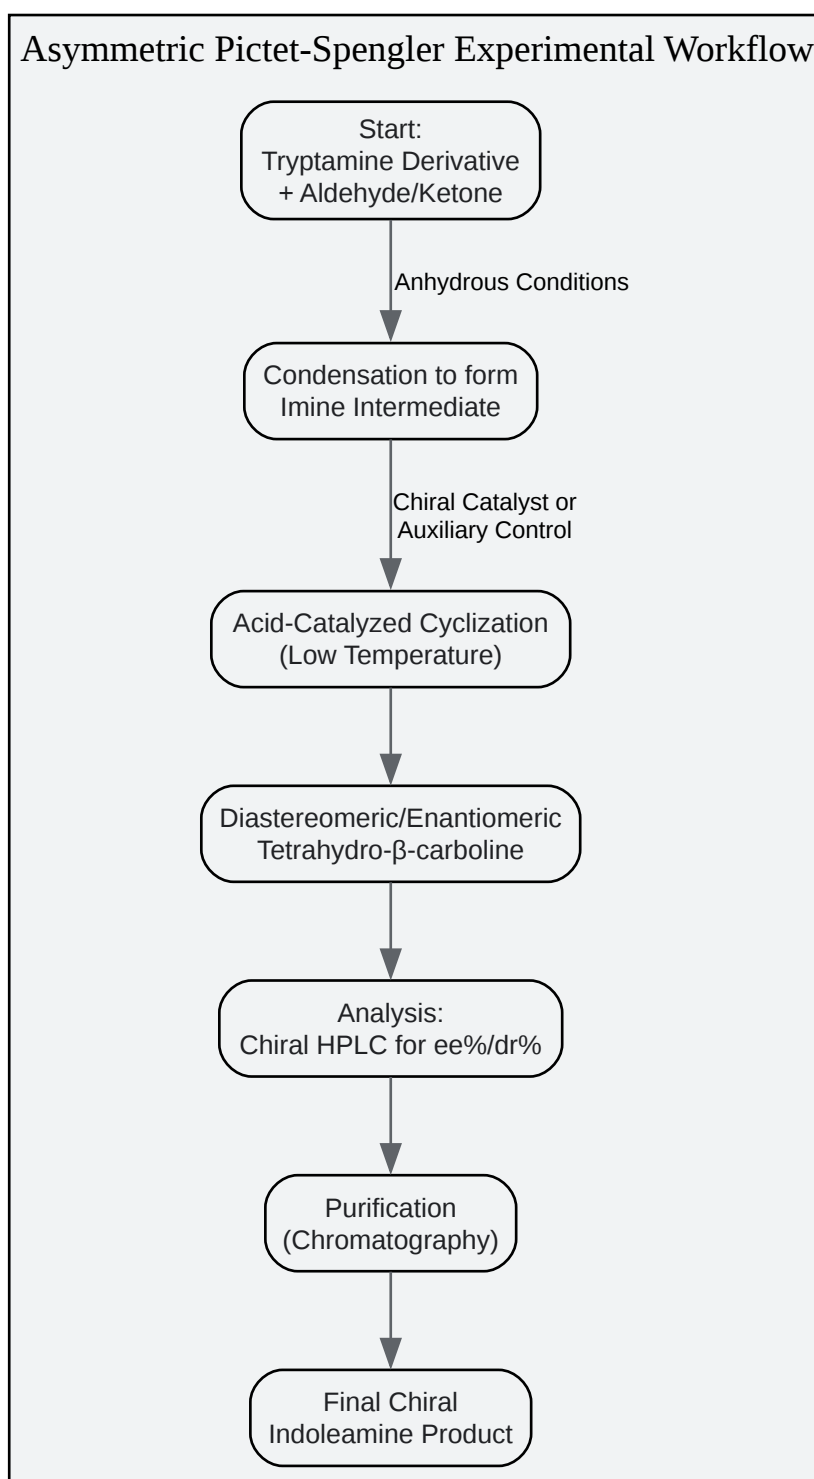 Asymmetric Pictet-Spengler Experimental Workflow
Start:
Tryptamine Derivative
+ Aldehyde/Ketone
Anhydrous Conditions
Condensation to form
Imine Intermediate
Chiral Catalyst or
Auxiliary Control
Acid-Catalyzed Cyclization
(Low Temperature)
Diastereomeric/Enantiomeric
Tetrahydro-β-carboline
Analysis:
Chiral HPLC for ee%/dr%
Purification
(Chromatography)
Final Chiral
Indoleamine Product